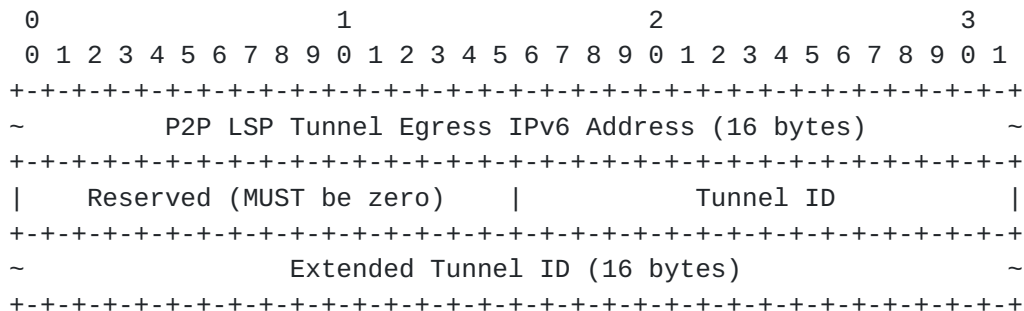 0                   1                   2                   3
 0 1 2 3 4 5 6 7 8 9 0 1 2 3 4 5 6 7 8 9 0 1 2 3 4 5 6 7 8 9 0 1
+-+-+-+-+-+-+-+-+-+-+-+-+-+-+-+-+-+-+-+-+-+-+-+-+-+-+-+-+-+-+-+-+
~         P2P LSP Tunnel Egress IPv6 Address (16 bytes)         ~
+-+-+-+-+-+-+-+-+-+-+-+-+-+-+-+-+-+-+-+-+-+-+-+-+-+-+-+-+-+-+-+-+
|    Reserved (MUST be zero)    |           Tunnel ID           |
+-+-+-+-+-+-+-+-+-+-+-+-+-+-+-+-+-+-+-+-+-+-+-+-+-+-+-+-+-+-+-+-+
~                 Extended Tunnel ID (16 bytes)                 ~
+-+-+-+-+-+-+-+-+-+-+-+-+-+-+-+-+-+-+-+-+-+-+-+-+-+-+-+-+-+-+-+-+